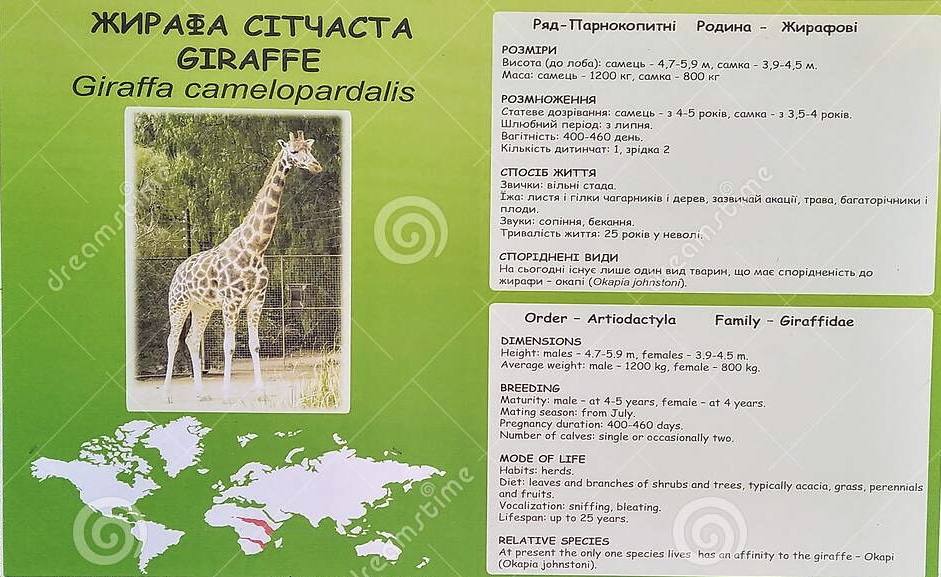 ЖИРАФА СІТЧАСТА
GIRAFFE
Giraffa camelopardalis
Ряд-Парнокопитні Родина - Жирафові
РОЗМІРИ
Висота (до лоба): самець - 4,7-5,9 м, самка - 3,9-4,5 м.
Маса: самець - 1200 кг, самка - 800 кг
РОЗМНОЖЕННЯ
Статеве дозрівання: самець - з 4-5 років, самка - з 3,5-4 років.
Шлюбний період: з липня.
Вагітність: 400-460 день.
Кількість дитинчат: 1, зрідка 2
СПОСІБ ЖИТТЯ
Звички: вільні стада.
Їжа: листя і гілки чагарників і дерев, зазвичай акації, трава, багаторічники і
плоди.
Звуки: сопіння, бекання.
Тривалість життя: 25 років у неволі.
СПОРІДНЕНІ ВИДИ
На сьогодні існує лише один вид тварин, що має спорідненість до
жирафи - окапі (Okapia johnstoni).
Order - Artiodactyla Family - Giraffidae
DIMENSIONS
Height: males - 4.7-5.9 m, females - 3.9-4.5 m.
Average weight: male - 1200 kg, female - 800 kg.
BREEDING
Maturity: male - at 4-5 years, female - at 4 years.
Mating season: from July.
Pregnancy duration: 400-460 days.
Number of calves: single or occasionally two.
MODE OF LIFE
Habits: herds.
Diet: leaves and branches of shrubs and trees, typically acacia, grass, perennials
and fruits.
Vocalization: sniffing, bleating.
Lifespan: up to 25 years.
RELATIVE SPECIES
At present the only one species lives has an affinity to the giraffe - Okapi
(Okapia johnstoni).
dreamstime
dreamstime
dreamstime